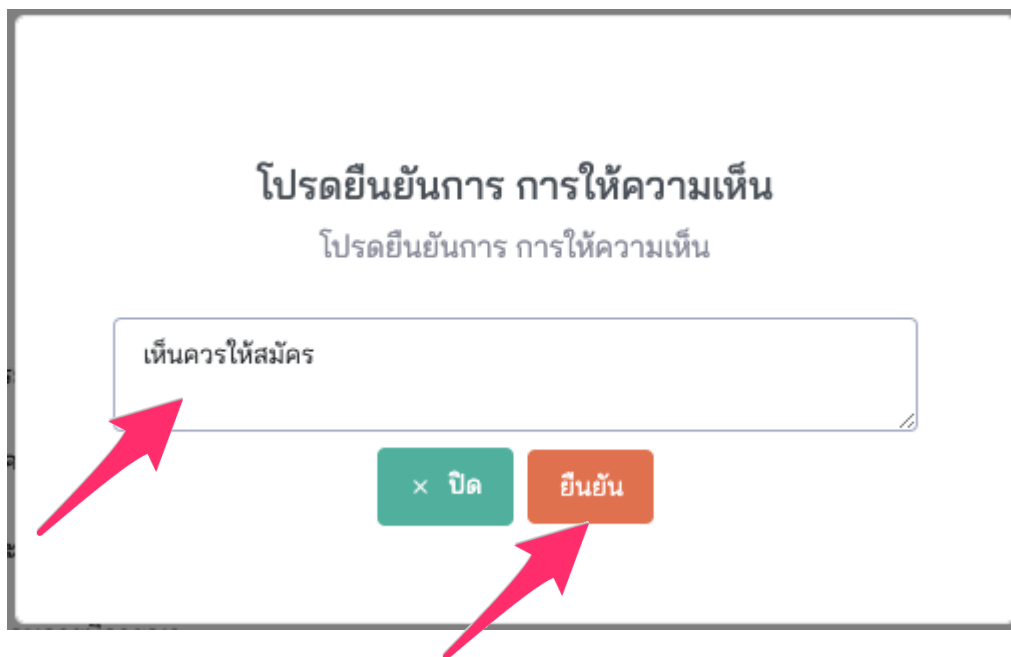 โปรดยืนยันการ การให้ความเห็น
โปรดยืนยันการ การให้ความเห็น
เห็นควรให้สมัคร
× ปิด
ยืนยัน